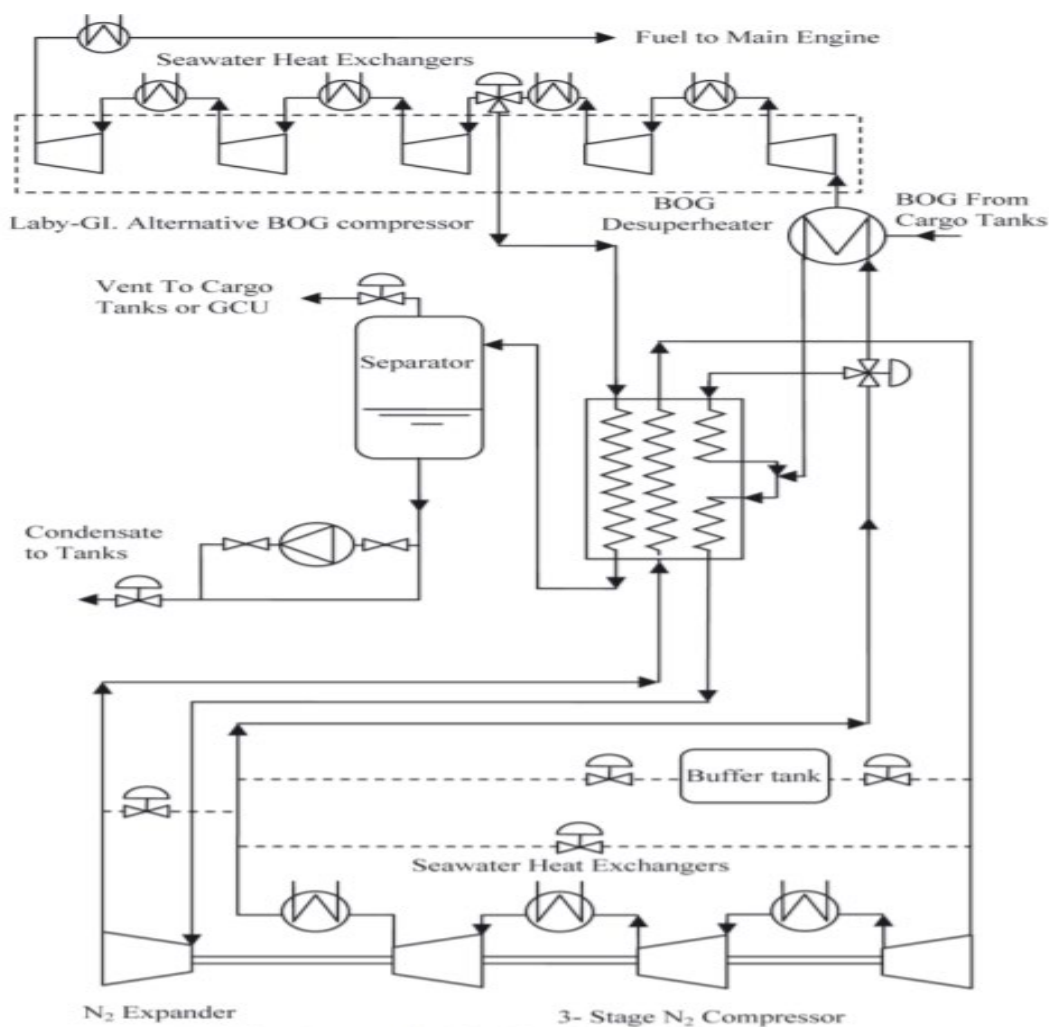 Fuel to Main Engine
Seawater Heat Exchangers
Laby-GI. Alternative BOG compressor
BOG
Desuperheater
BOG From
Cargo Tanks
Vent To Cargo
Tanks or GCU
Separator
Condensate
to Tanks
Buffer tank
Seawater Heat Exchangers
N₂ Expander
3- Stage N₂ Compressor